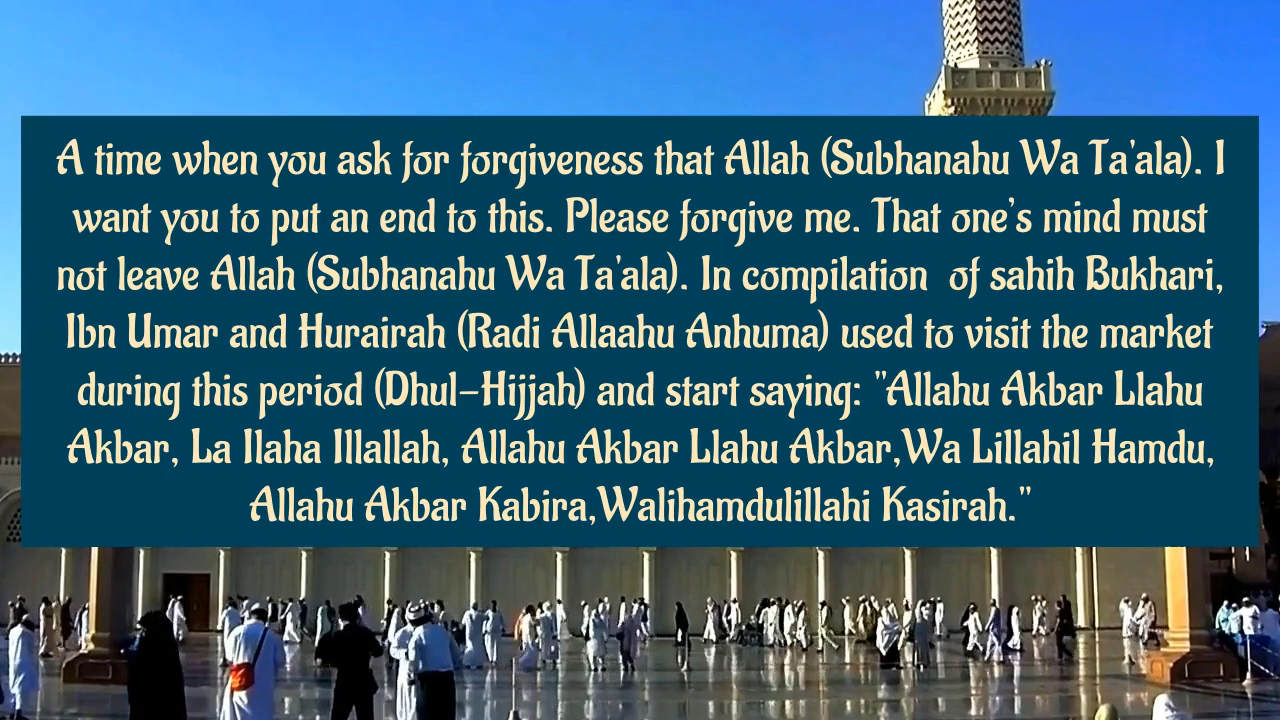 A time when you ask for forgiveness that Allah (Subhanahu Wa Ta'ala). I
want you to put an end to this. Please forgive me. That one's mind must
not leave Allah (Subhanahu Wa Ta'ala). In compilation  of sahih Bukhari,
Ibn Umar and Hurairah (Radi Allaahu Anhuma) used to visit the market
during this period (Dhul-Hijjah) and start saying: "Allahu Akbar Llahu
Akbar, La Ilaha Illallah, Allahu Akbar Llahu Akbar,Wa Lillahil Hamdu,
Allahu Akbar Kabira,Walihamdulillahi Kasirah."